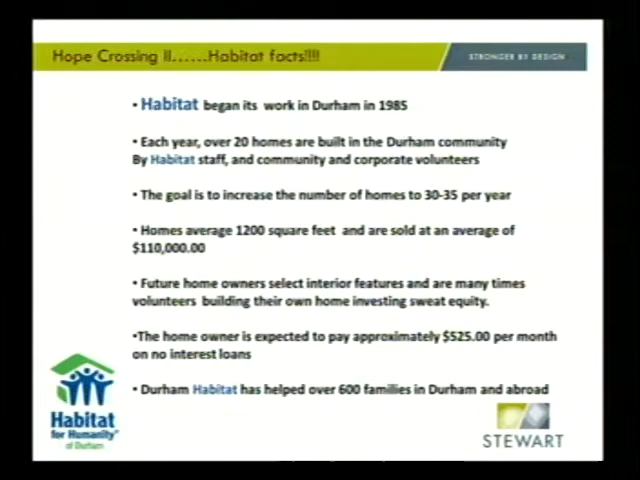 Hope Crossing II......Habitat facts!!!!
STRONGER BY DESIGN
• Habitat began its work in Durham in 1985
• Each year, over 20 homes are built in the Durham community
By Habitat staff, and community and corporate volunteers
• The goal is to increase the number of homes to 30-35 per year
• Homes average 1200 square feet and are sold at an average of
$110,000.00
• Future home owners select interior features and are many times
volunteers building their own home investing sweat equity.
•The home owner is expected to pay approximately $525.00 per month
on no interest loans
• Durham Habitat has helped over 600 families in Durham and abroad
Habitat
for Humanity
of Durham
STEWART